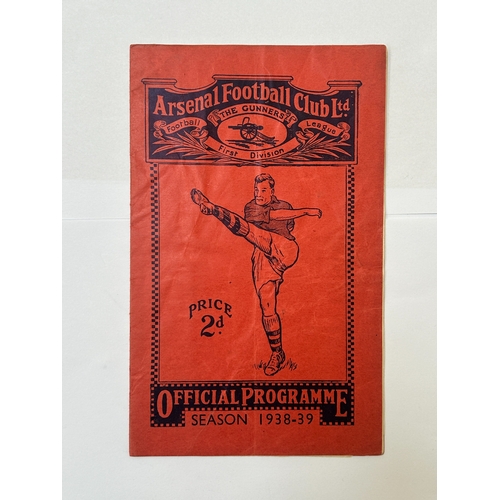 Arsenal Football Club Ltd.
THE GUNNERS
Football League
First Division
PRICE
2d.
OFFICIAL PROGRAMME
SEASON 1938-39